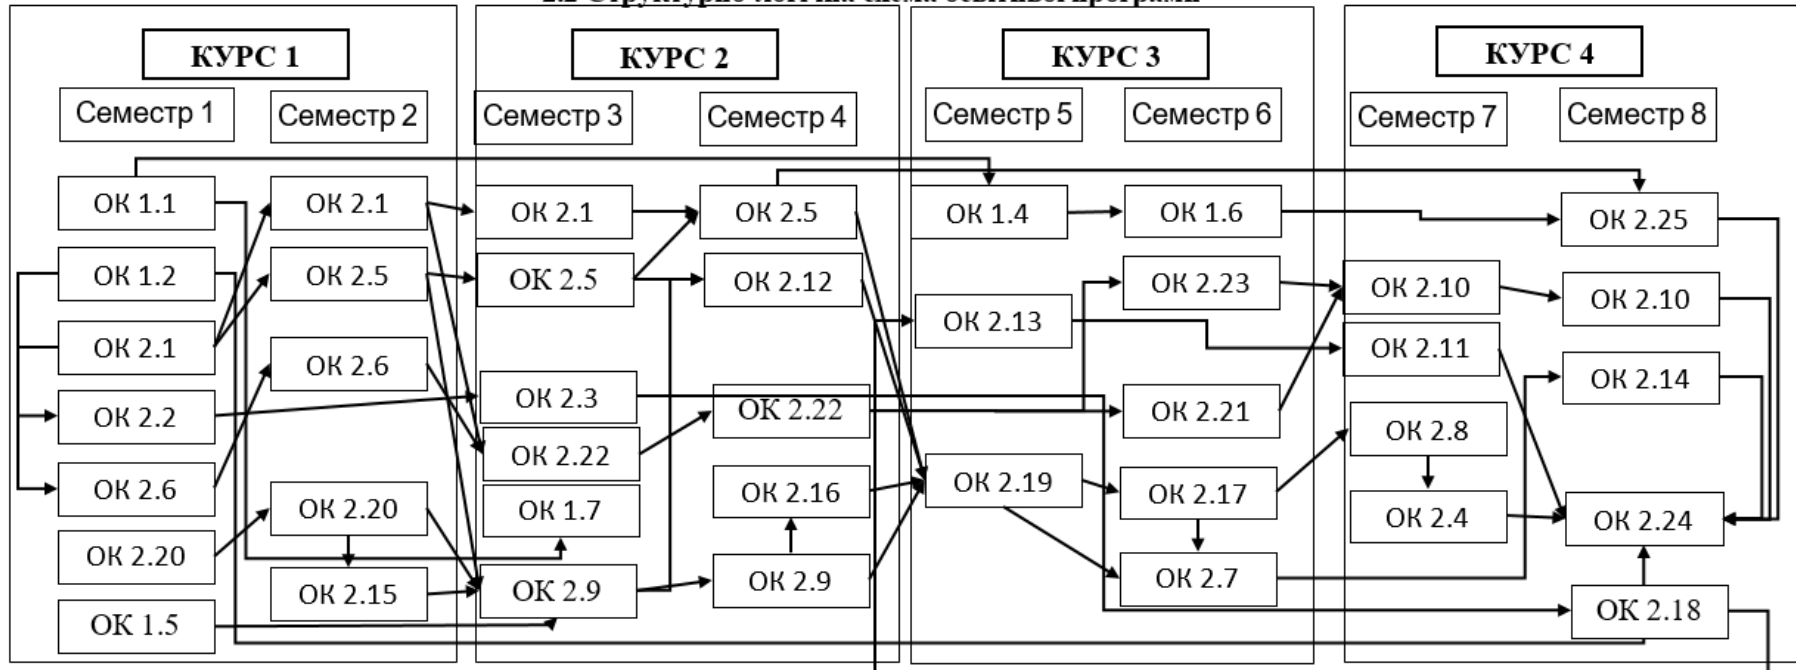 2.2 Структурно-логічна схема освітньої програми
КУРС 1
КУРС 2
КУРС 3
КУРС 4
Семестр 1
Семестр 2
Семестр 3
Семестр 4
Семестр 5
Семестр 6
Семестр 7
Семестр 8
ОК 1.1
ОК 1.2
ОК 2.1
ОК 2.2
ОК 2.6
ОК 2.20
ОК 1.5
ОК 2.1
ОК 2.5
ОК 2.6
ОК 2.20
ОК 2.15
ОК 2.1
ОК 2.5
ОК 2.3
ОК 2.22
ОК 1.7
ОК 2.9
ОК 2.5
ОК 2.12
ОК 2.22
ОК 2.16
ОК 2.9
ОК 1.4
ОК 2.13
ОК 2.19
ОК 1.6
ОК 2.23
ОК 2.21
ОК 2.17
ОК 2.7
ОК 2.10
ОК 2.11
ОК 2.8
ОК 2.4
ОК 2.25
ОК 2.10
ОК 2.14
ОК 2.24
ОК 2.18